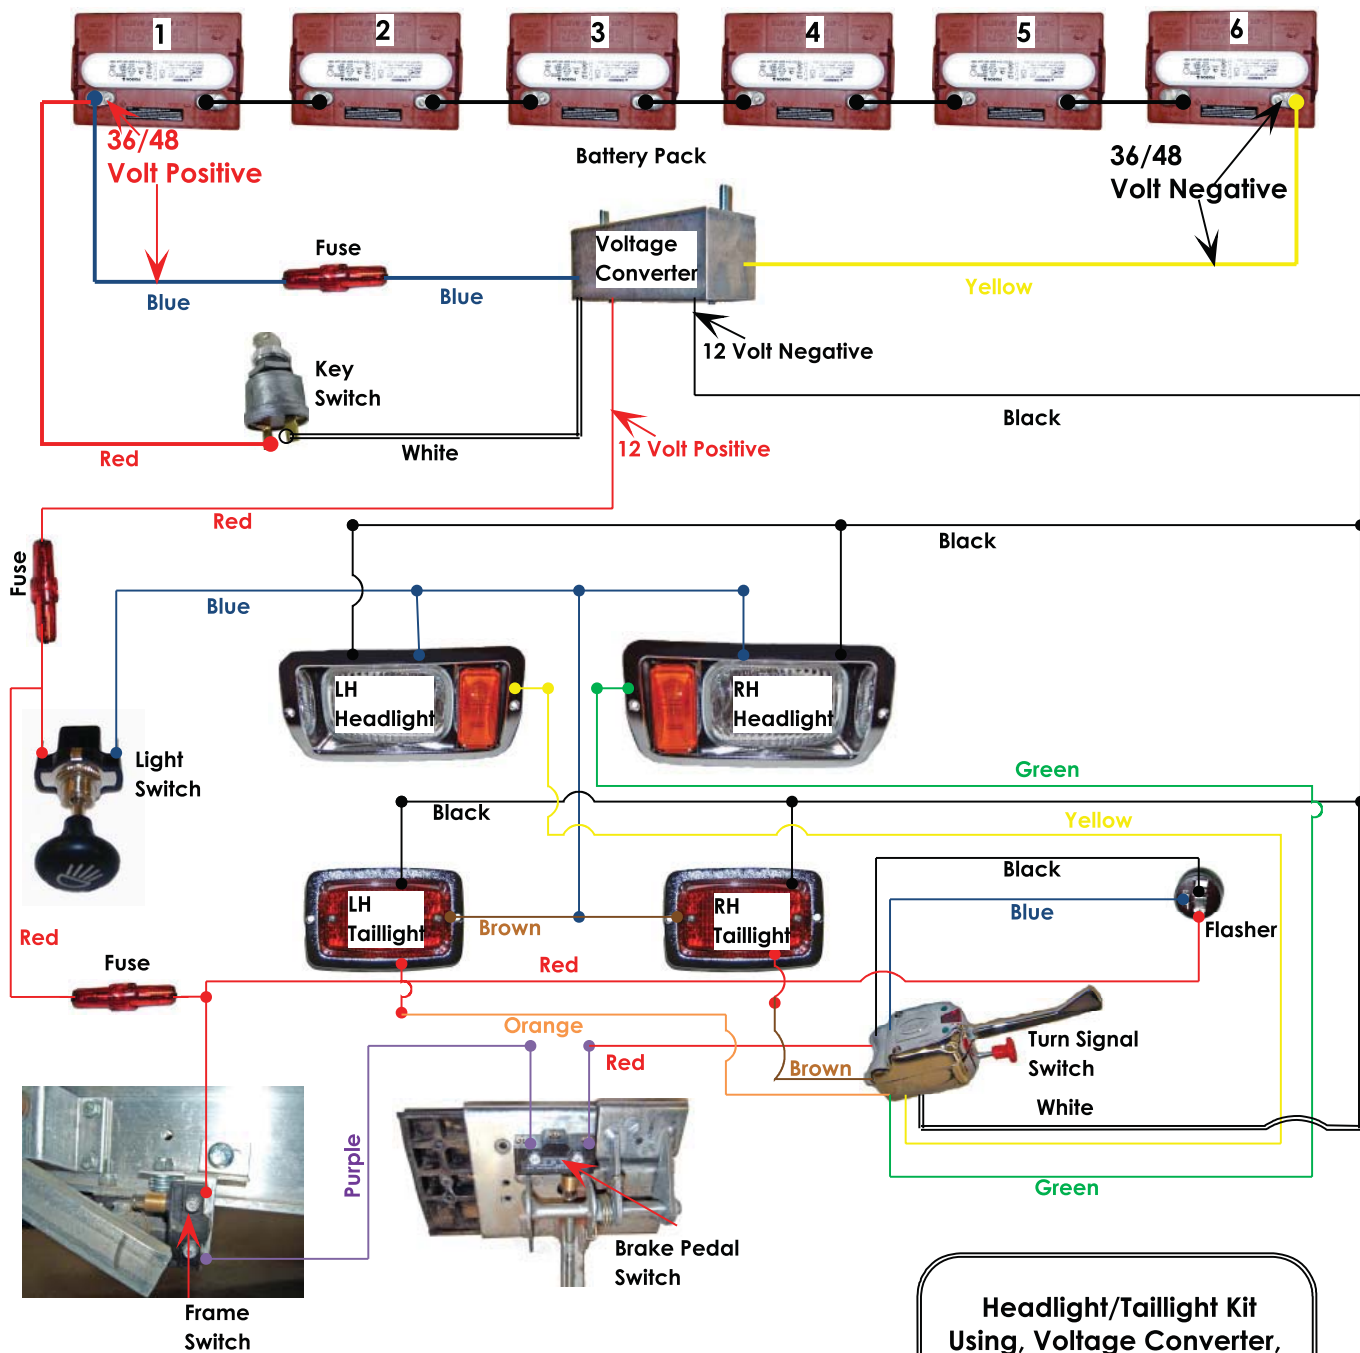 1
2
3
4
5
6
36/48
Volt Positive
Battery Pack
36/48
Volt Negative
Fuse
Voltage
Converter
Blue
Blue
Yellow
12 Volt Negative
Key
Switch
Black
White
12 Volt Positive
Red
Red
Black
Fuse
Blue
LH
Headlight
RH
Headlight
Light
Switch
Green
Black
Yellow
Black
LH
Taillight
Brown
RH
Taillight
Blue
Flasher
Red
Fuse
Red
Orange
Turn Signal
Switch
Red
Brown
White
Purple
Green
Brake Pedal
Switch
Frame
Switch
Headlight/Taillight Kit
Using, Voltage Converter,